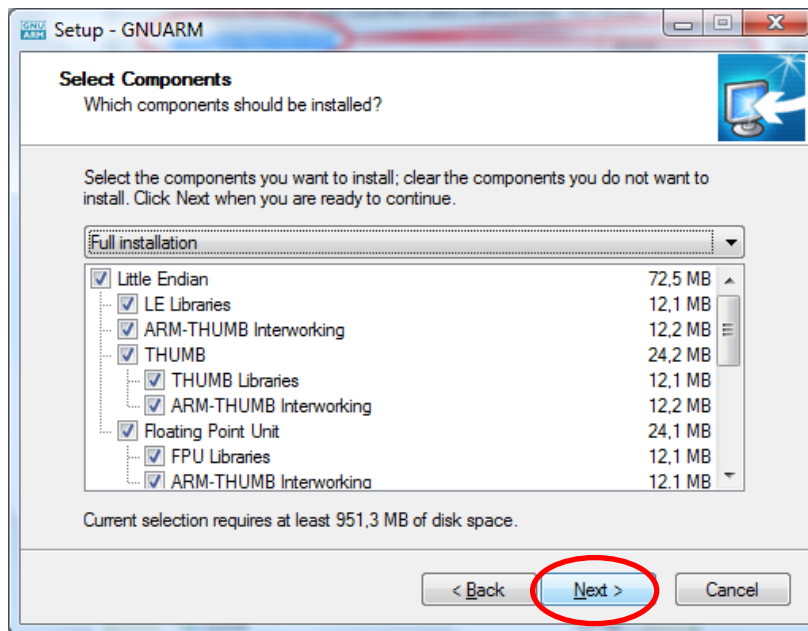 GNU
ARM
Setup - GNUARM
Select Components
Which components should be installed?
Select the components you want to install; clear the components you do not want to
install. Click Next when you are ready to continue.
Full installation
Little Endian 72,5 MB
LE Libraries 12,1 MB
ARM-THUMB Interworking 12,2 MB
THUMB 24,2 MB
THUMB Libraries 12,1 MB
ARM-THUMB Interworking 12,2 MB
Floating Point Unit 24,1 MB
FPU Libraries 12,1 MB
ARM-THUMB Interworking 12,1 MB
Current selection requires at least 951,3 MB of disk space.
< Back Next > Cancel